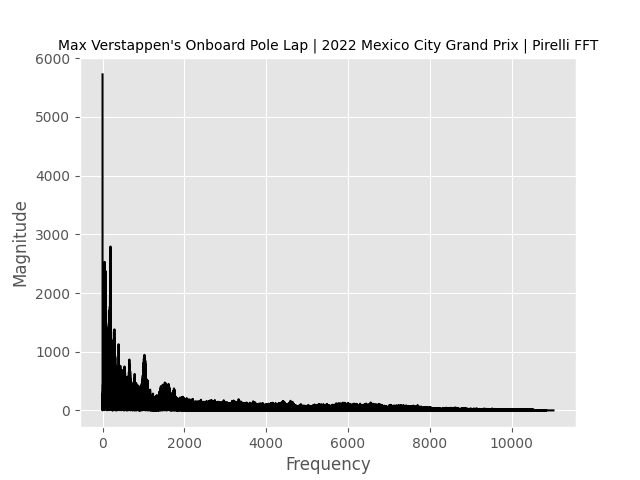 Max Verstappen's Onboard Pole Lap | 2022 Mexico City Grand Prix | Pirelli FFT
6000
5000
4000
3000
2000
1000
0
Magnitude
0 2000 4000 6000 8000 10000
Frequency